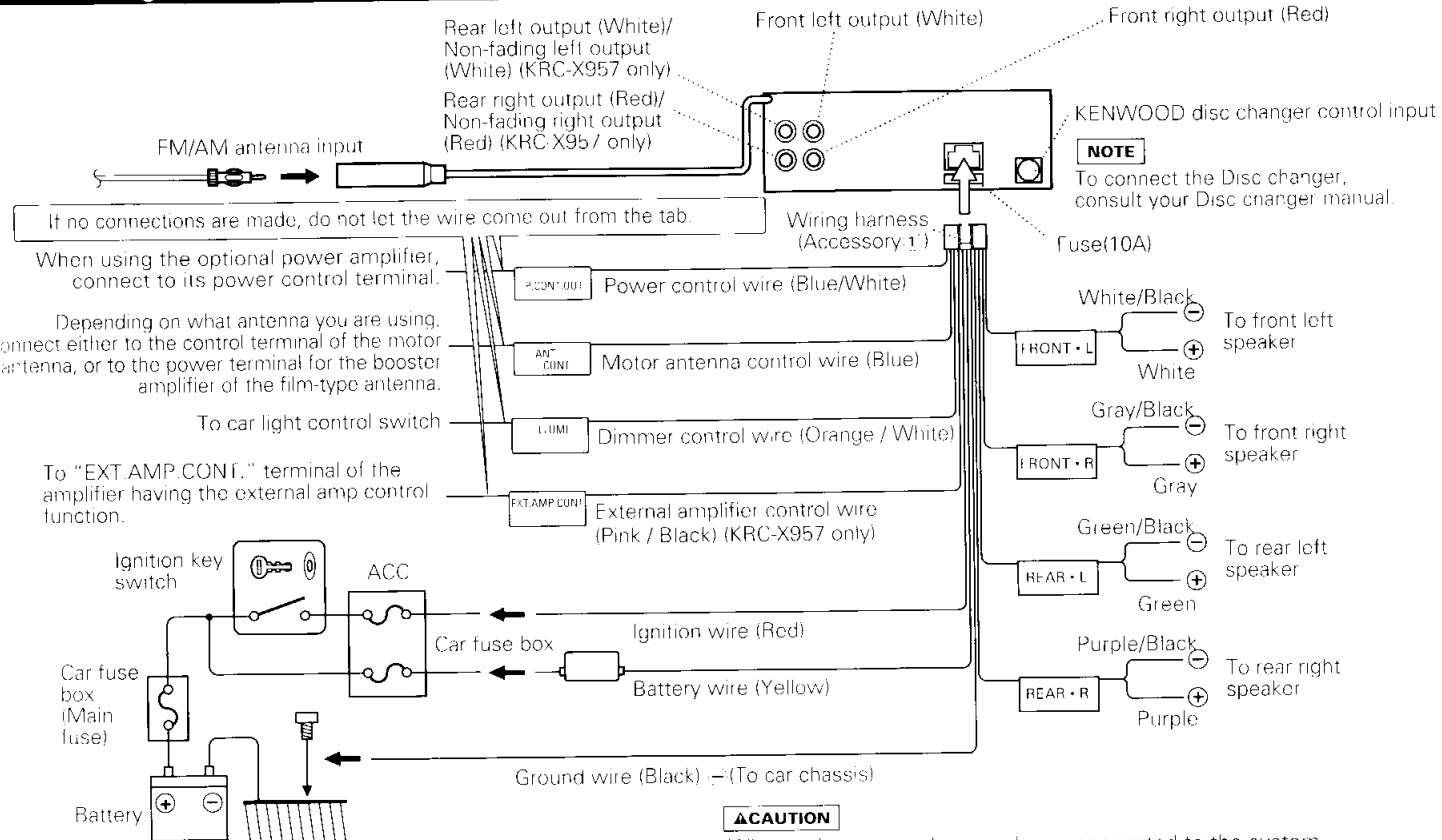 Rear left output (White)/
Non-fading left output
(White) (KRC-X957 only)
Front left output (White)
Front right output (Red)
Rear right output (Red)/
Non-fading right output
(Red) (KRC-X957 only)
KENWOOD disc changer control input
FM/AM antenna input
NOTE
To connect the Disc changer,
consult your Disc changer manual.
If no connections are made, do not let the wire come out from the tab.
Wiring harness
(Accessory 1)
Fuse(10A)
When using the optional power amplifier,
connect to its power control terminal.
P.CONT.OUT
Power control wire (Blue/White)
Depending on what antenna you are using,
connect either to the control terminal of the motor
antenna, or to the power terminal for the booster
amplifier of the film-type antenna.
ANT
CONT
Motor antenna control wire (Blue)
To car light control switch
Dimmer control wire (Orange / White)
To "EXT.AMP.CONT." terminal of the
amplifier having the external amp control
function.
EXT.AMP.CONT
External amplifier control wire
(Pink / Black) (KRC-X957 only)
White/Black
FRONT • L
To front left
speaker
White
Gray/Black
FRONT • R
To front right
speaker
Gray
Green/Black
REAR • L
To rear left
speaker
Green
Purple/Black
REAR • R
To rear right
speaker
Purple
Ignition key
switch
ACC
Ignition wire (Red)
Car fuse box
Battery wire (Yellow)
Car fuse
box
(Main
fuse)
Ground wire (Black) - (To car chassis)
Battery
+ -
⚠CAUTION